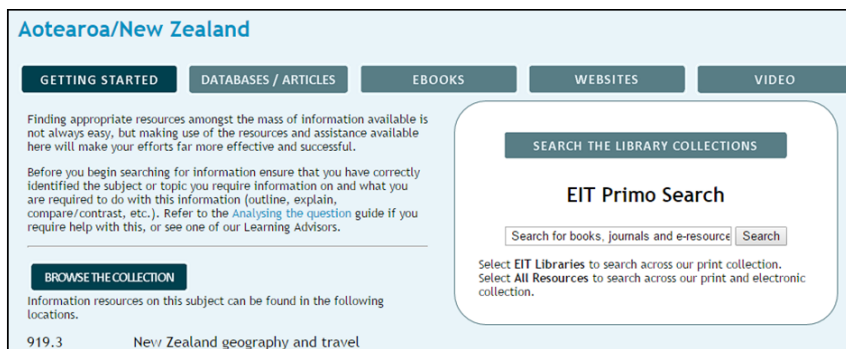 Aotearoa/New Zealand
GETTING STARTED
DATABASES / ARTICLES
EBOOKS
WEBSITES
VIDEO
Finding appropriate resources amongst the mass of information available is
not always easy, but making use of the resources and assistance available
here will make your efforts far more effective and successful.
Before you begin searching for information ensure that you have correctly
identified the subject or topic you require information on and what you
are required to do with this information (outline, explain,
compare/contrast, etc.). Refer to the Analysing the question guide if you
require help with this, or see one of our Learning Advisors.
BROWSE THE COLLECTION
Information resources on this subject can be found in the following
locations.
919.3 New Zealand geography and travel
SEARCH THE LIBRARY COLLECTIONS
EIT Primo Search
Search for books, journals and e-resource Search
Select EIT Libraries to search across our print collection.
Select All Resources to search across our print and electronic
collection.